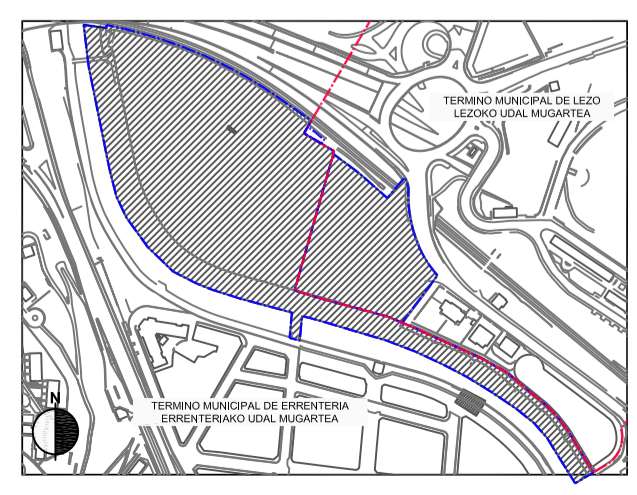 TERMINO MUNICIPAL DE LEZO
LEZOKO UDAL MUGARTEA
TERMINO MUNICIPAL DE ERRENTERIA
ERRENTERIAKO UDAL MUGARTEA
N